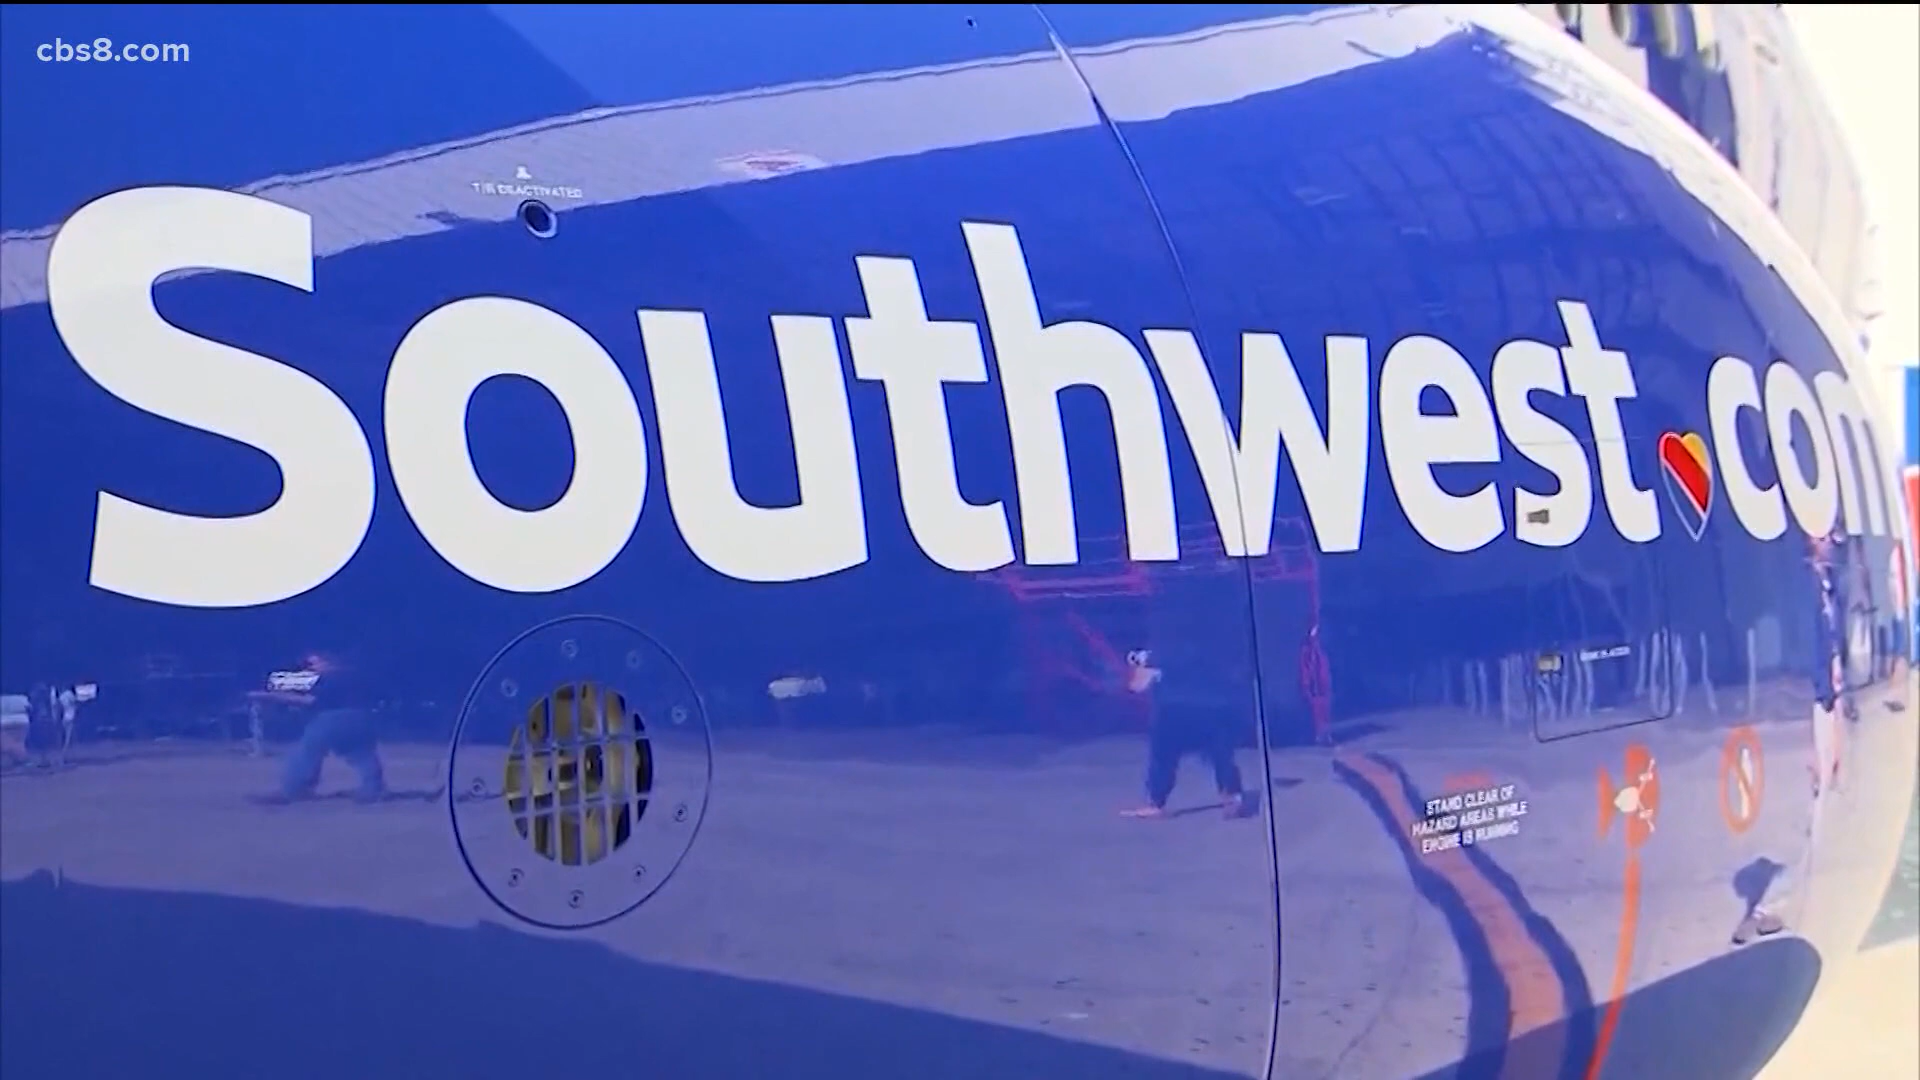 cbs8.com
T/R DEACTIVATED
Southwest.com
STAND CLEAR OF
HAZARD AREAS WHILE
ENGINE IS RUNNING